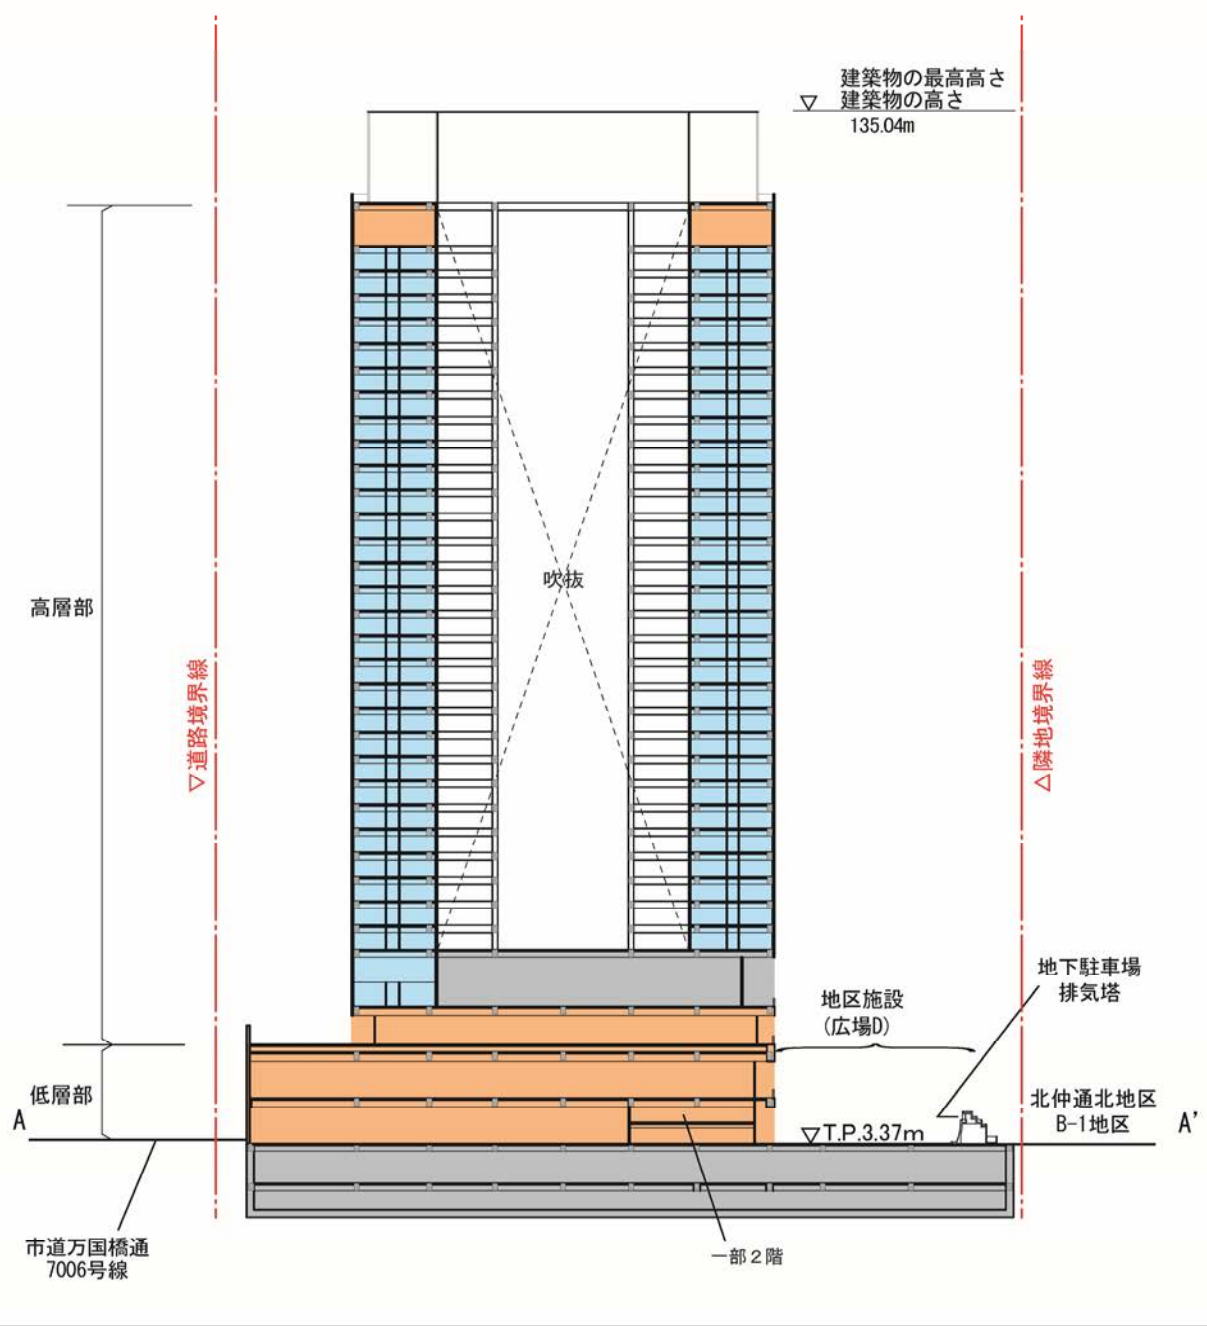 建築物の最高高さ
▽ 建築物の高さ
135.04m
吹抜
高層部
▽道路境界線
△隣地境界線
地下駐車場
排気塔
地区施設
(広場D)
低層部
A
北仲通北地区
B-1地区
A'
▽T.P.3.37m
市道万国橋通
7006号線
一部2階